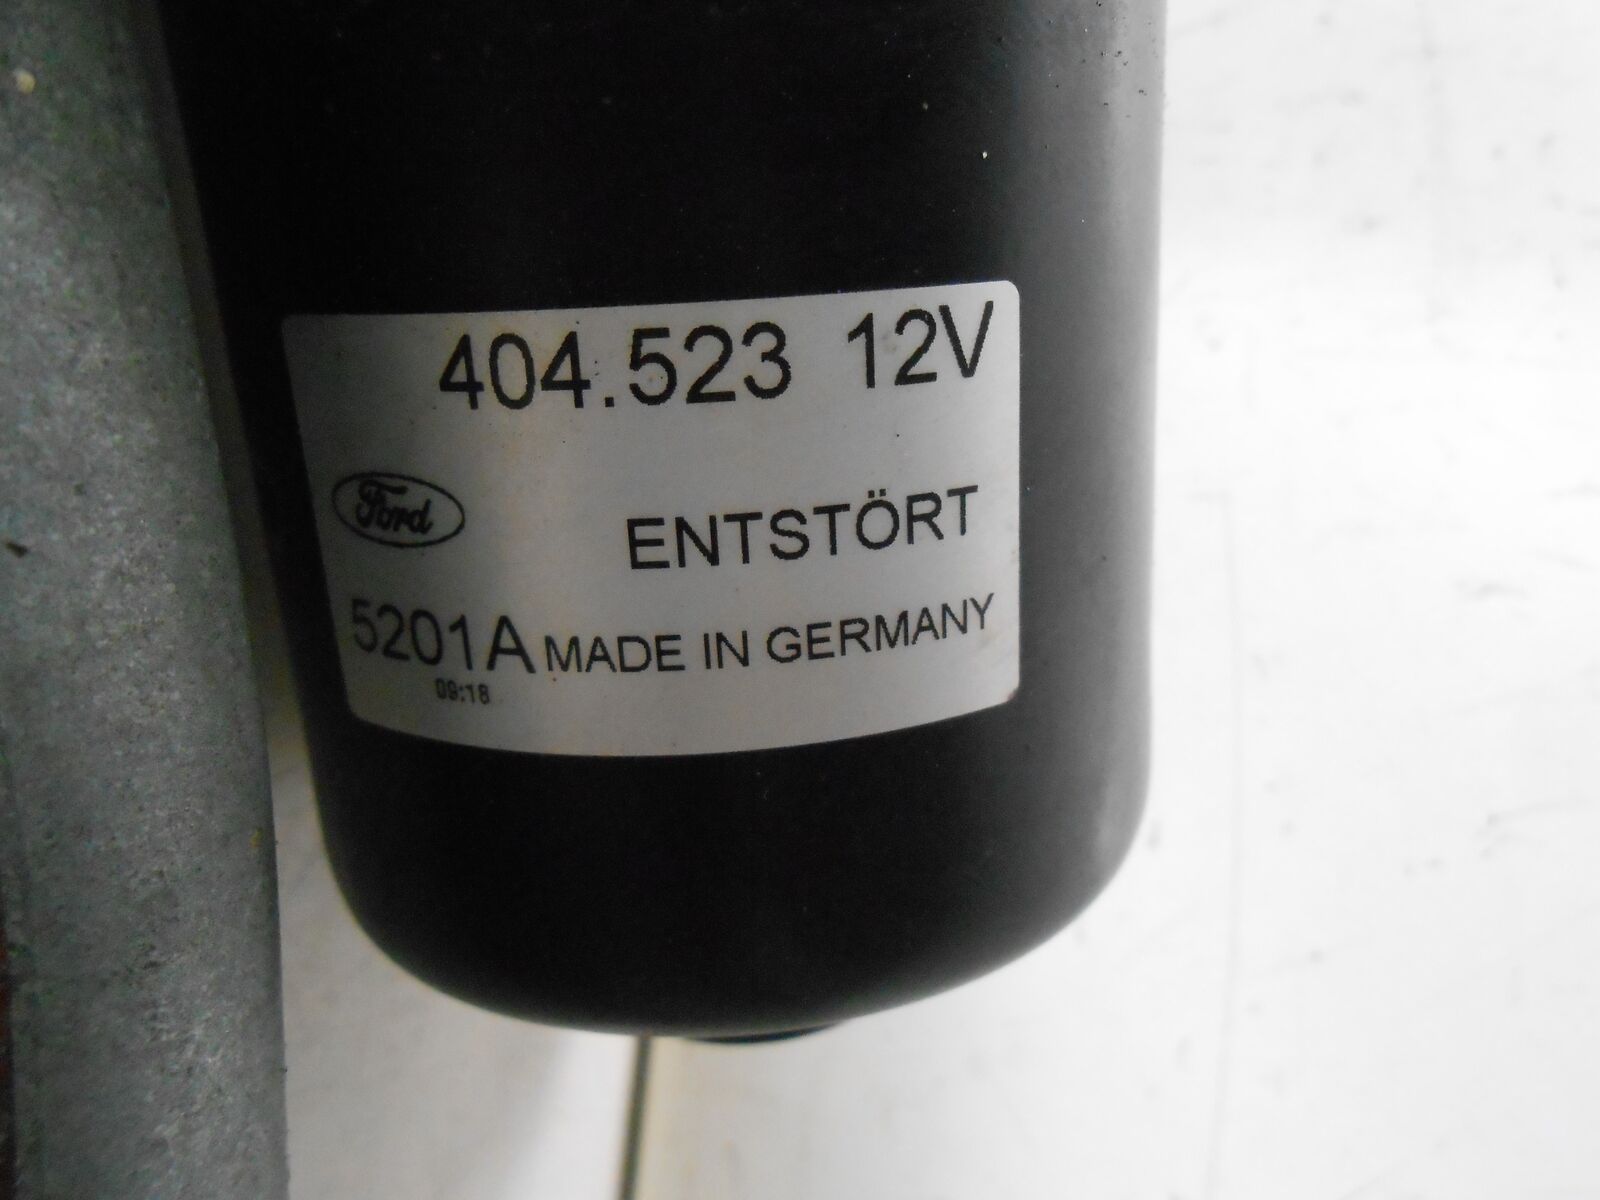 404.523 12V
Ford
ENTSTÖRT
5201A MADE IN GERMANY
09:18